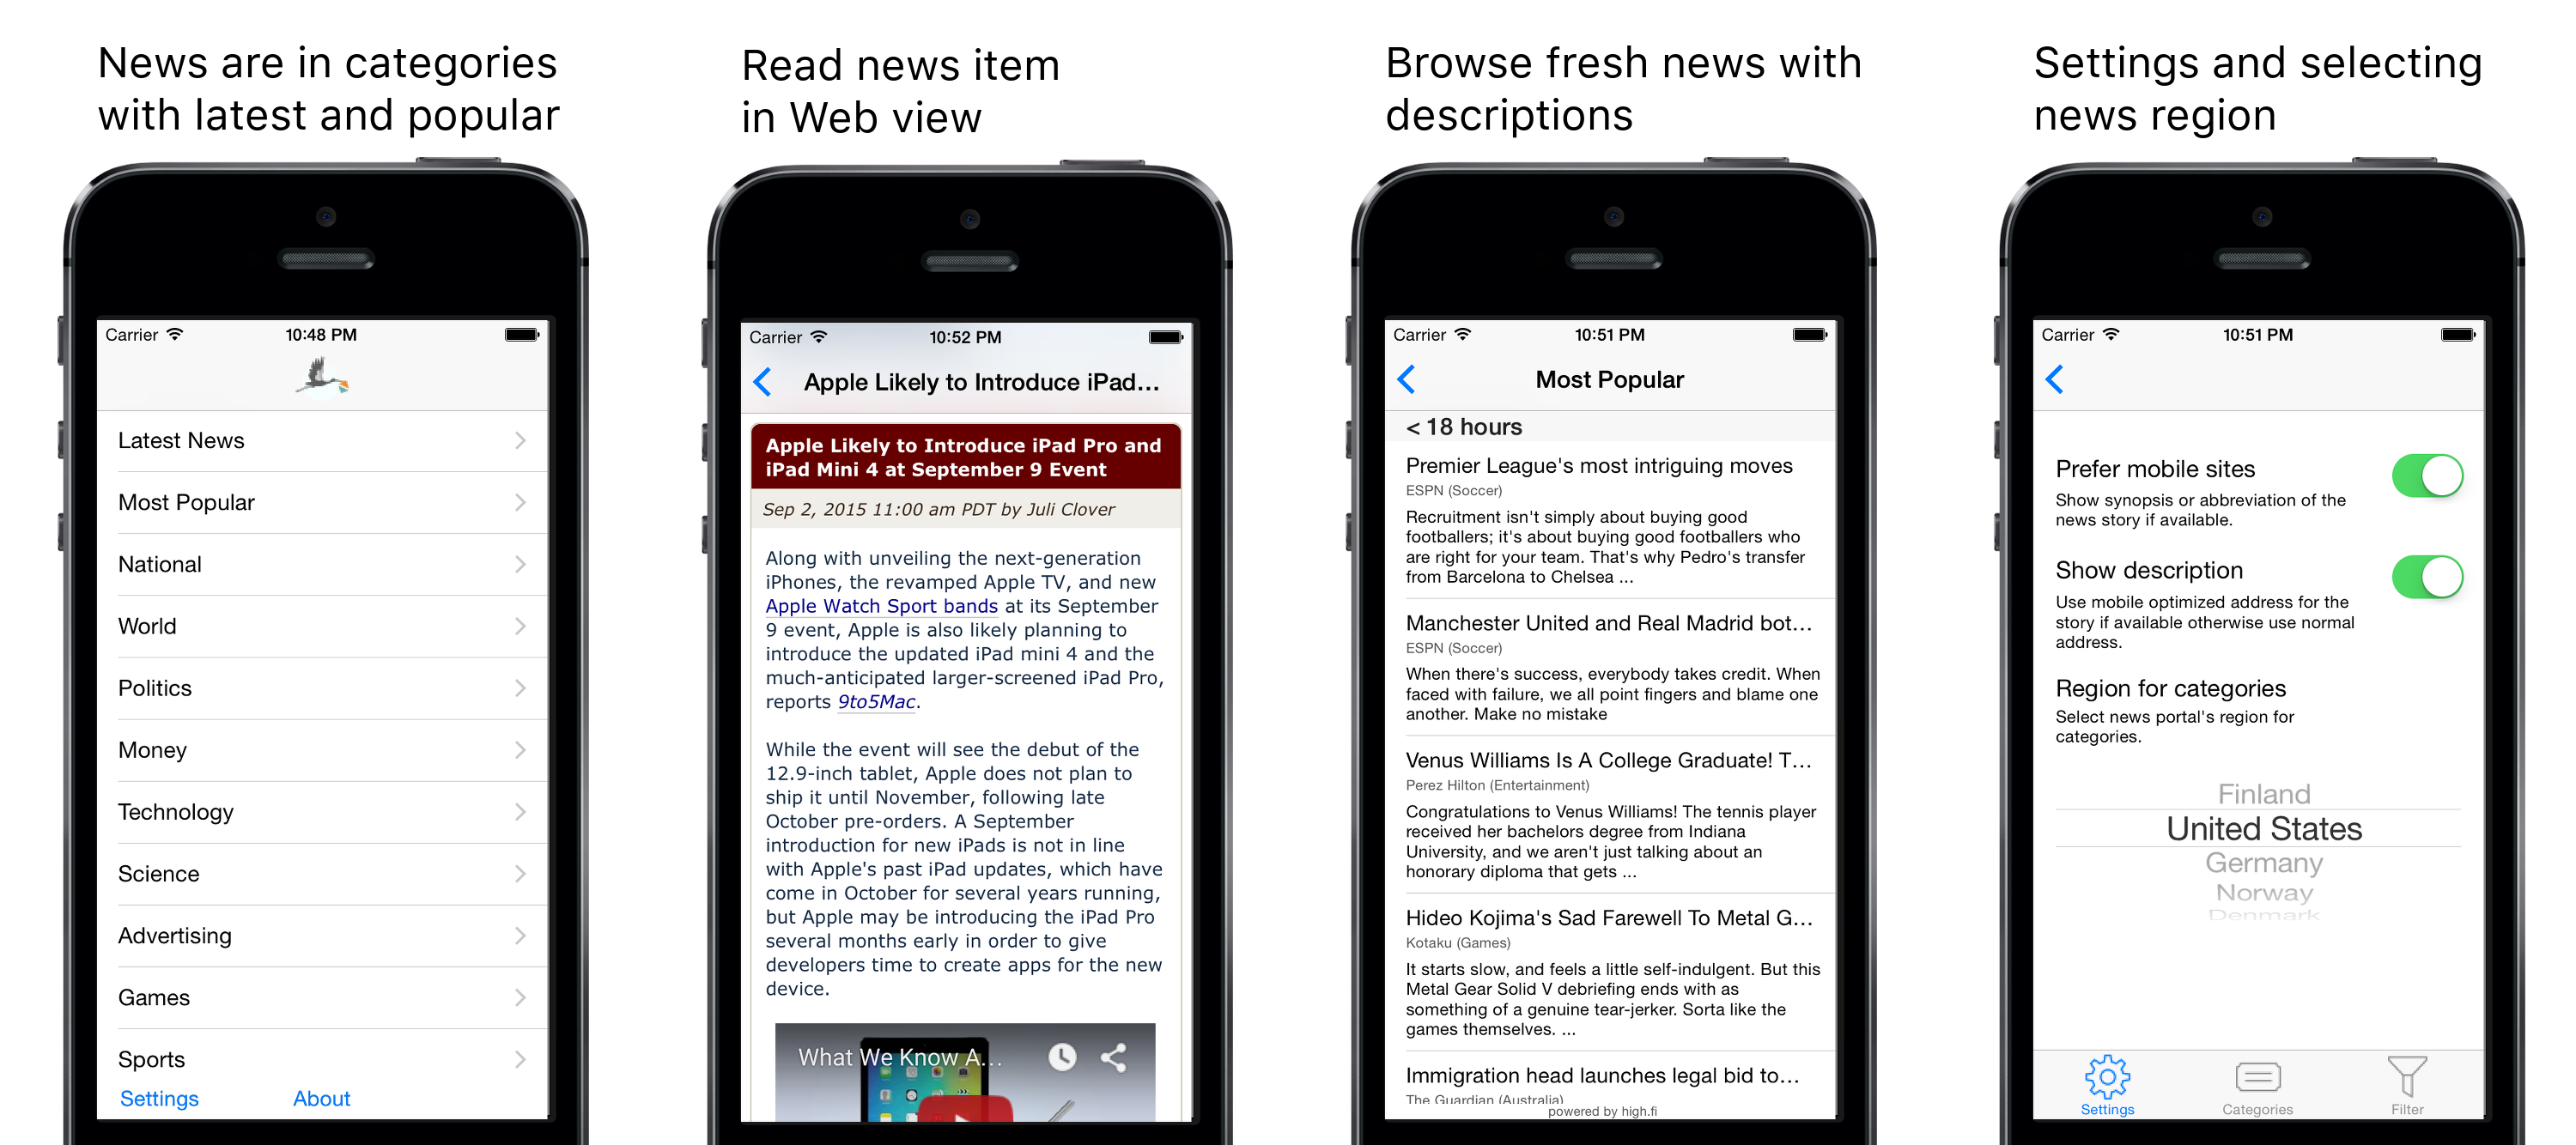 News are in categories
with latest and popular
Carrier 10:48 PM
Latest News
Most Popular
National
World
Politics
Money
Technology
Science
Advertising
Games
Sports
Settings About
Read news item
in Web view
Carrier 10:52 PM
Apple Likely to Introduce iPad...
Apple Likely to Introduce iPad Pro and
iPad Mini 4 at September 9 Event
Sep 2, 2015 11:00 am PDT by Juli Clover
Along with unveiling the next-generation
iPhones, the revamped Apple TV, and new
Apple Watch Sport bands at its September
9 event, Apple is also likely planning to
introduce the updated iPad mini 4 and the
much-anticipated larger-screened iPad Pro,
reports 9to5Mac.
While the event will see the debut of the
12.9-inch tablet, Apple does not plan to
ship it until November, following late
October pre-orders. A September
introduction for new iPads is not in line
with Apple's past iPad updates, which have
come in October for several years running,
but Apple may be introducing the iPad Pro
several months early in order to give
developers time to create apps for the new
device.
What We Know A...
Browse fresh news with
descriptions
Carrier 10:51 PM
Most Popular
< 18 hours
Premier League's most intriguing moves
ESPN (Soccer)
Recruitment isn't simply about buying good
footballers; it's about buying good footballers who
are right for your team. That's why Pedro's transfer
from Barcelona to Chelsea ...
Manchester United and Real Madrid bot...
ESPN (Soccer)
When there's success, everybody takes credit. When
faced with failure, we all point fingers and blame one
another. Make no mistake
Venus Williams Is A College Graduate! T...
Perez Hilton (Entertainment)
Congratulations to Venus Williams! The tennis player
received her bachelors degree from Indiana
University, and we aren't just talking about an
honorary diploma that gets ...
Hideo Kojima's Sad Farewell To Metal G...
Kotaku (Games)
It starts slow, and feels a little self-indulgent. But this
Metal Gear Solid V debriefing ends with as
something of a genuine tear-jerker. Sorta like the
games themselves. ...
Immigration head launches legal bid to...
The Guardian (Australia)
powered by high.fi
Settings and selecting
news region
Carrier 10:51 PM
Prefer mobile sites
Show synopsis or abbreviation of the
news story if available.
Show description
Use mobile optimized address for the
story if available otherwise use normal
address.
Region for categories
Select news portal's region for
categories.
Finland
United States
Germany
Norway
Denmark
Settings Categories Filter